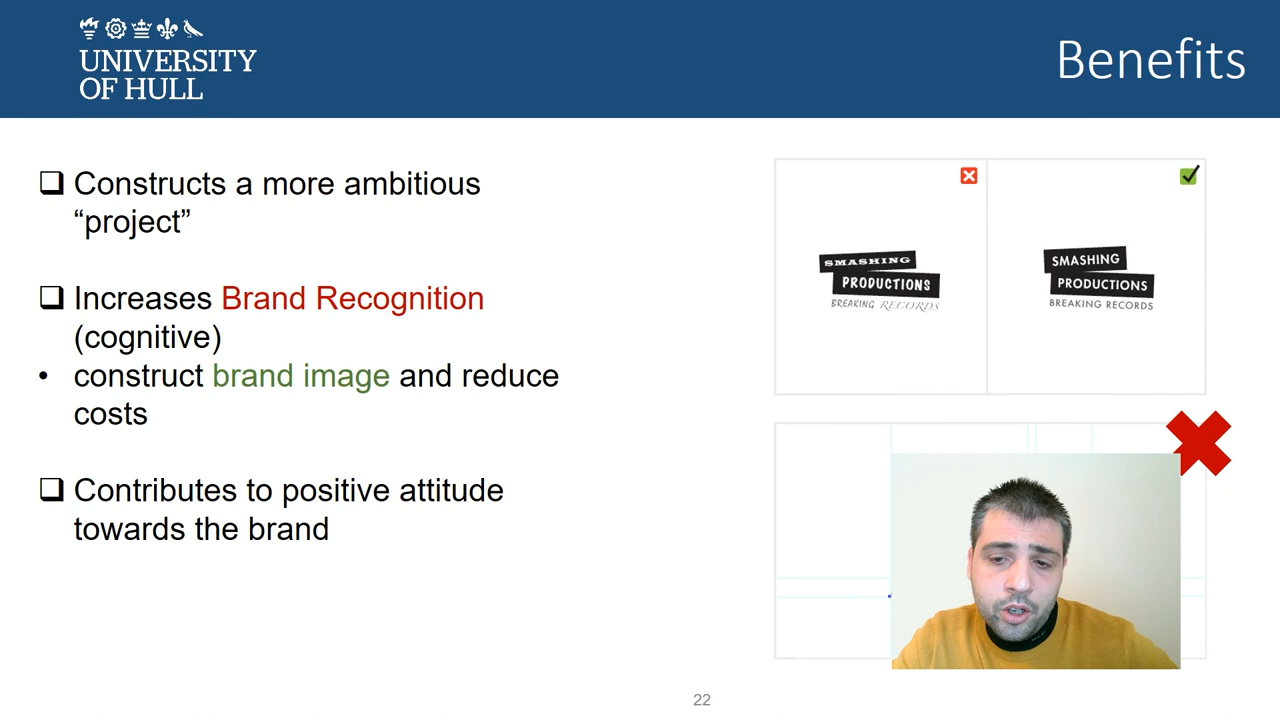 UNIVERSITY
OF HULL
Benefits
❑ Constructs a more ambitious
“project”
❑ Increases Brand Recognition
(cognitive)
• construct brand image and reduce
costs
❑ Contributes to positive attitude
towards the brand
SMASHING
PRODUCTIONS
BREAKING RECORDS
SMASHING
PRODUCTIONS
BREAKING RECORDS
22